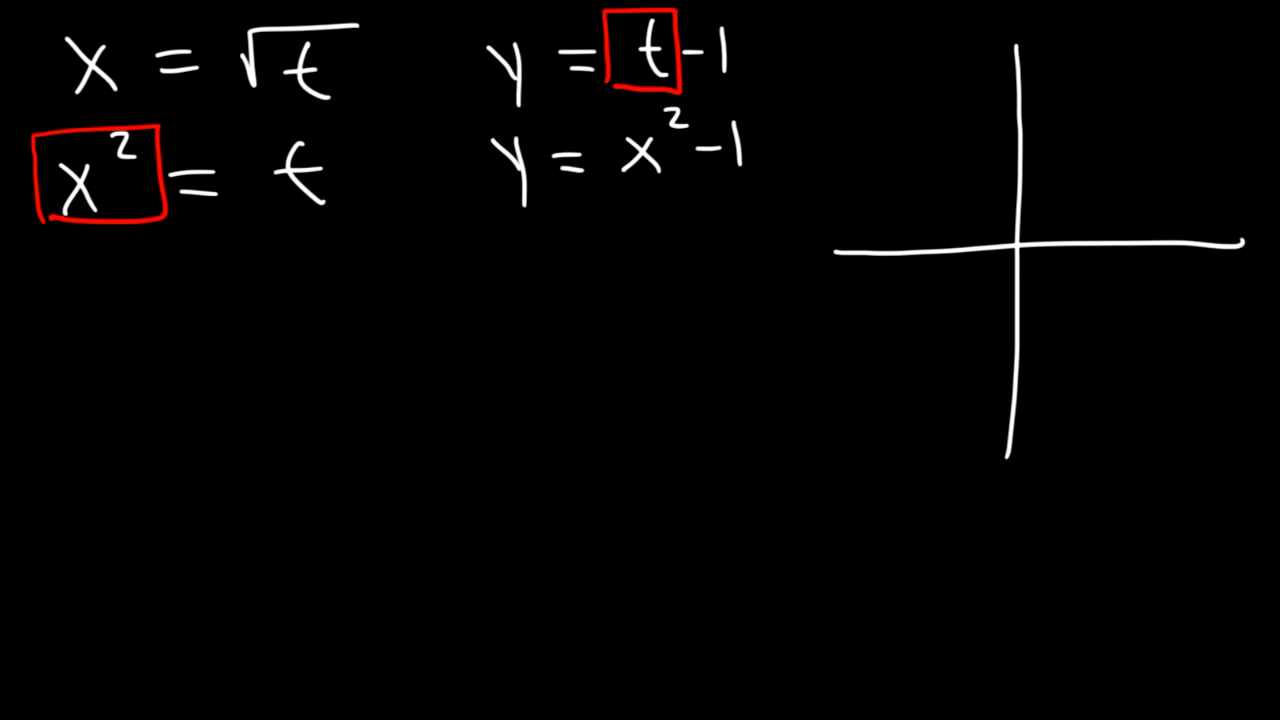 x = √t y = t - 1
x² = t y = x² - 1